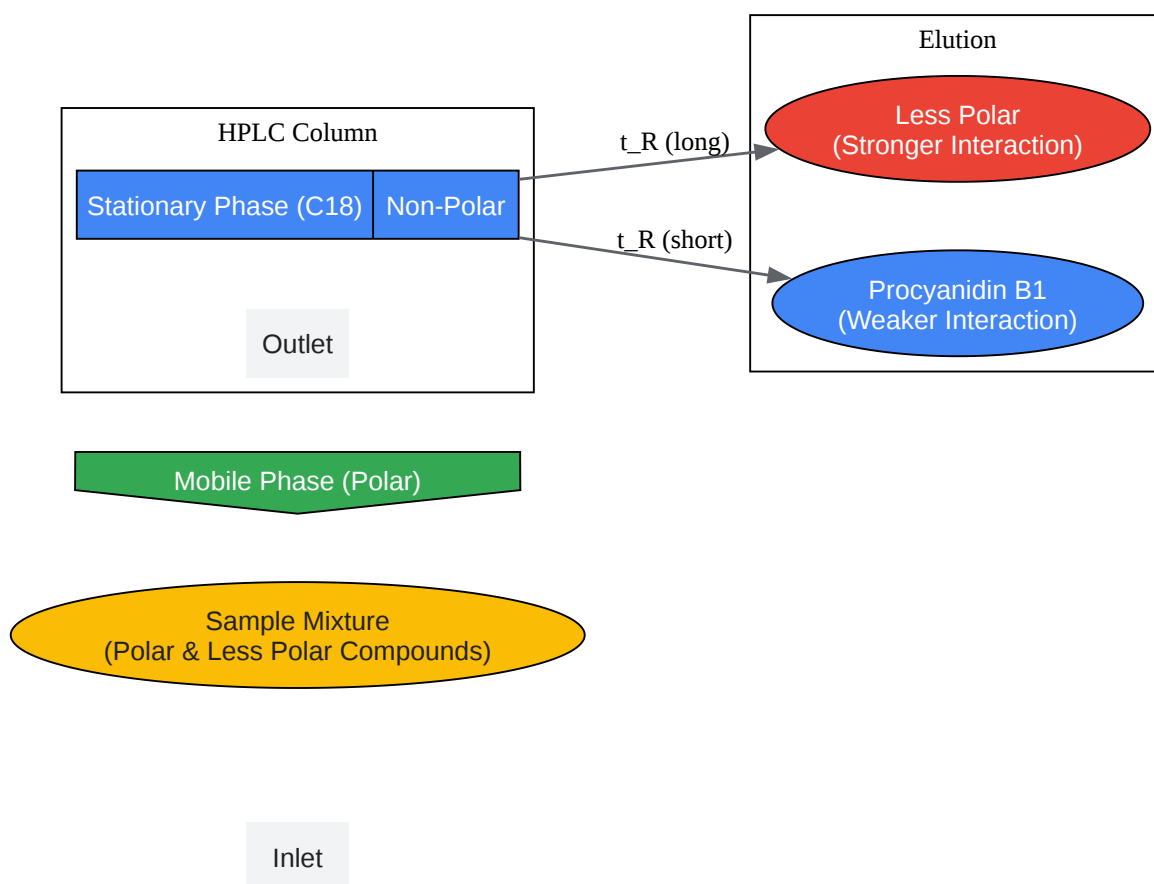 Elution
Less Polar
(Stronger Interaction)
HPLC Column
t_R (long)
Stationary Phase (C18)
Non-Polar
t_R (short)
Procyanidin B1
(Weaker Interaction)
Outlet
Mobile Phase (Polar)
Sample Mixture
(Polar & Less Polar Compounds)
Inlet